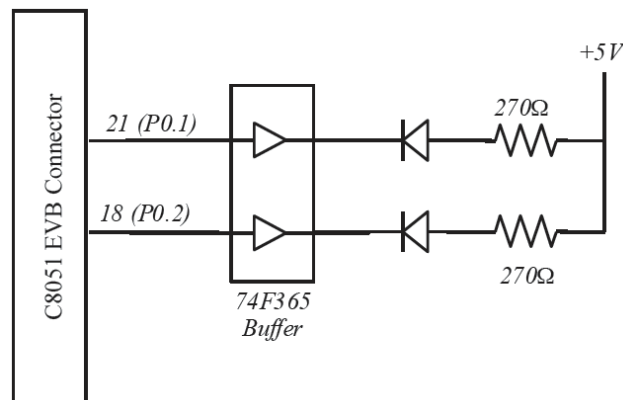 C8051 EVB Connector
+5V
21 (P0.1)
270Ω
18 (P0.2)
270Ω
74F365
Buffer